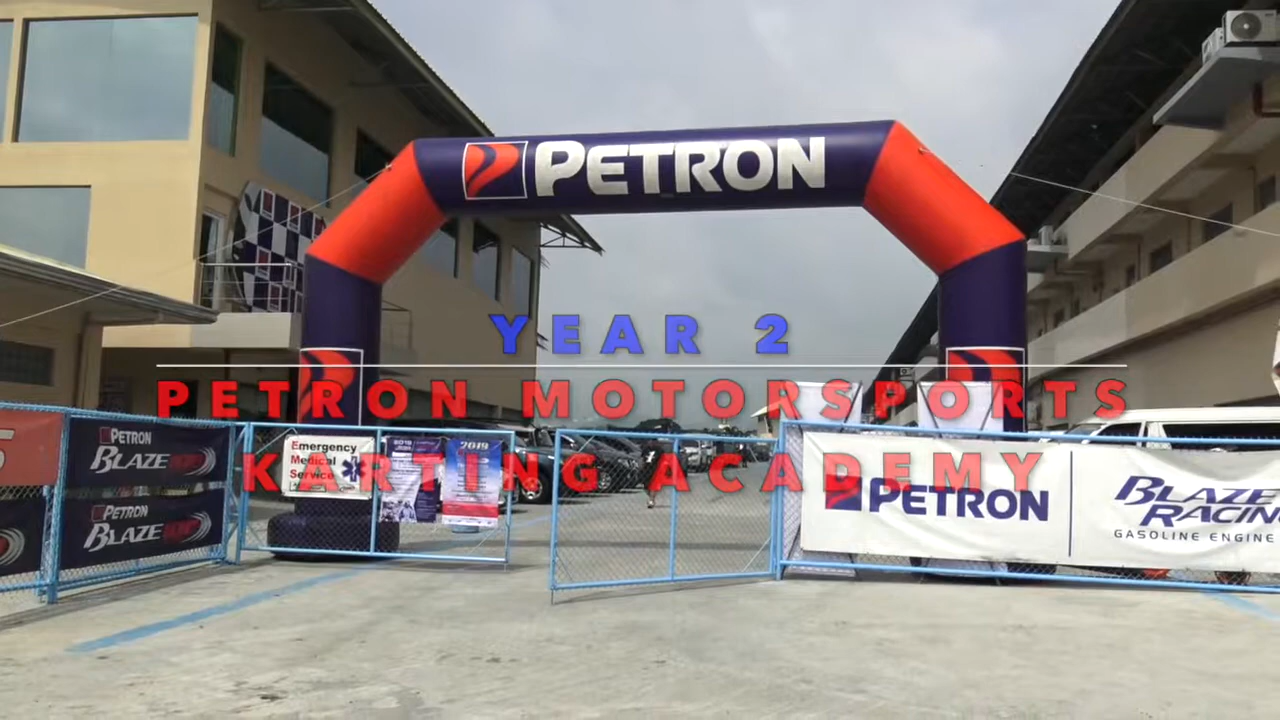 PETRON
YEAR 2
PETRON MOTORSPORTS
KARTING ACADEMY
PETRON
BLAZE
PETRON
BLAZE
Emergency
Medical
Service
2019
2019
PETRON
BLAZE
RACING
GASOLINE ENGINE